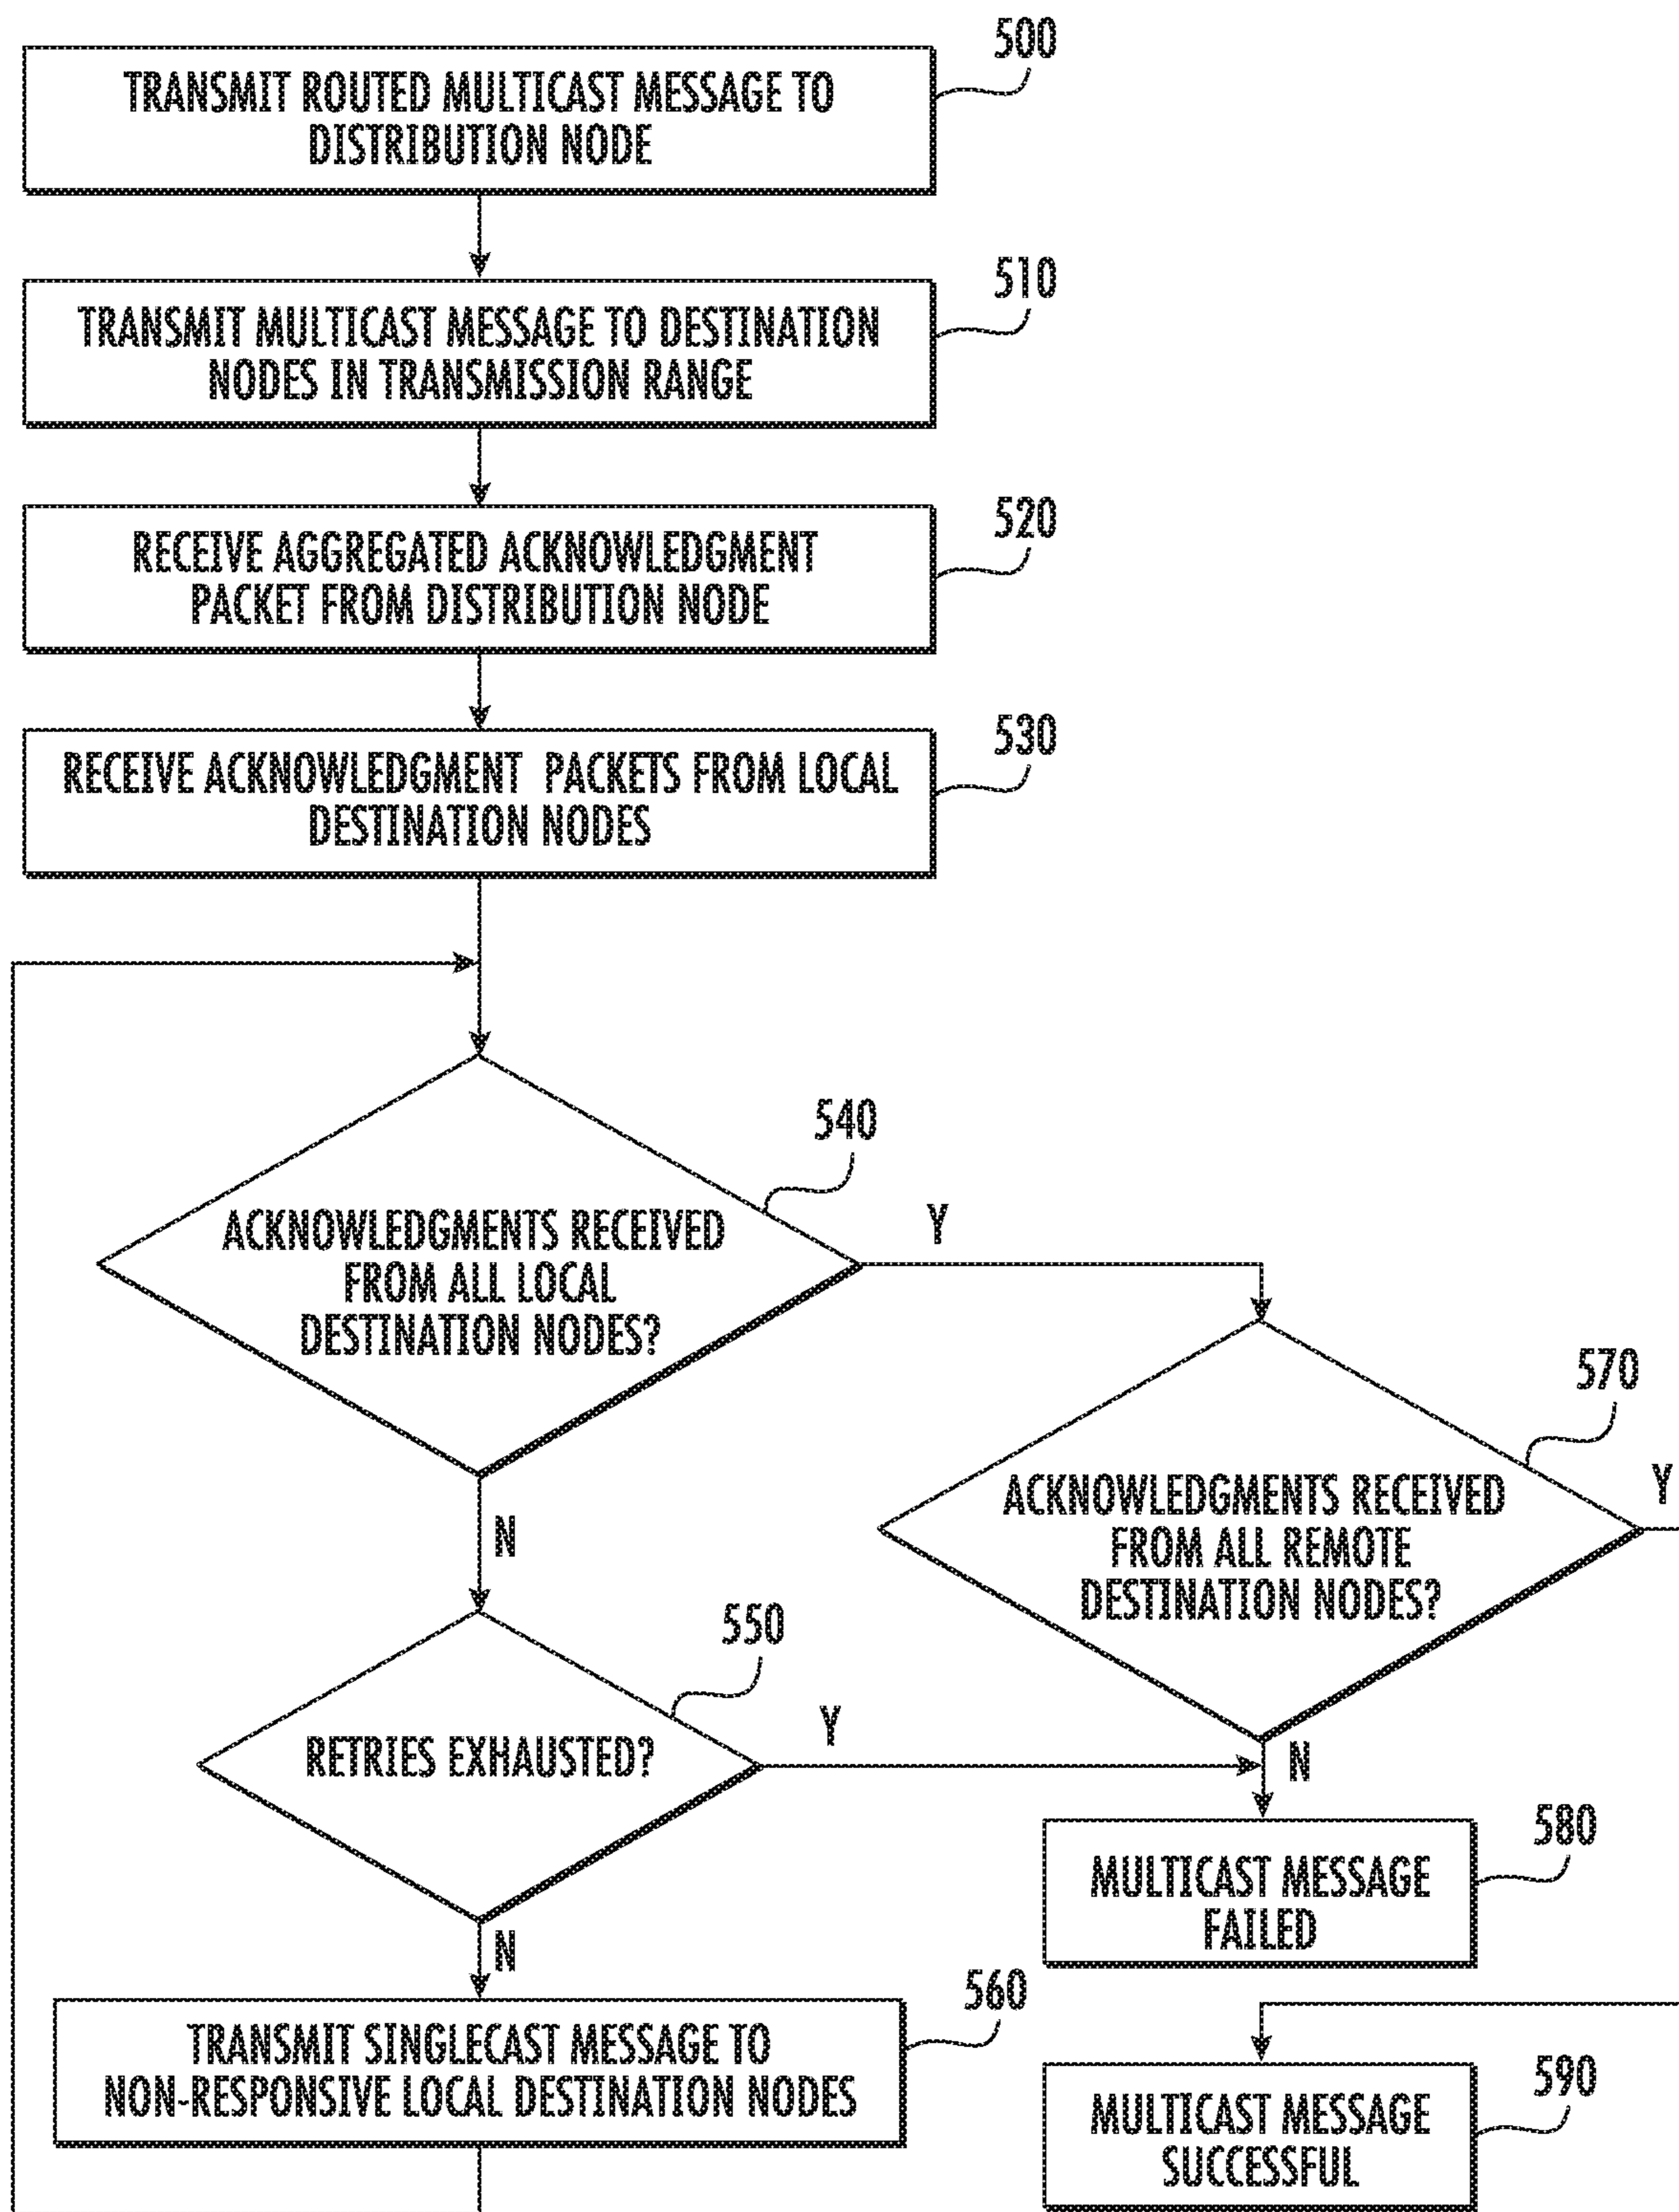 500
TRANSMIT ROUTED MULTICAST MESSAGE TO
DISTRIBUTION NODE
510
TRANSMIT MULTICAST MESSAGE TO DESTINATION
NODES IN TRANSMISSION RANGE
520
RECEIVE AGGREGATED ACKNOWLEDGMENT
PACKET FROM DISTRIBUTION NODE
530
RECEIVE ACKNOWLEDGMENT PACKETS FROM LOCAL
DESTINATION NODES
540
ACKNOWLEDGMENTS RECEIVED
FROM ALL LOCAL
DESTINATION NODES?
Y
N
570
ACKNOWLEDGMENTS RECEIVED
FROM ALL REMOTE
DESTINATION NODES?
Y
N
550
RETRIES EXHAUSTED?
Y
N
580
MULTICAST MESSAGE
FAILED
560
TRANSMIT SINGLECAST MESSAGE TO
NON-RESPONSIVE LOCAL DESTINATION NODES
590
MULTICAST MESSAGE
SUCCESSFUL